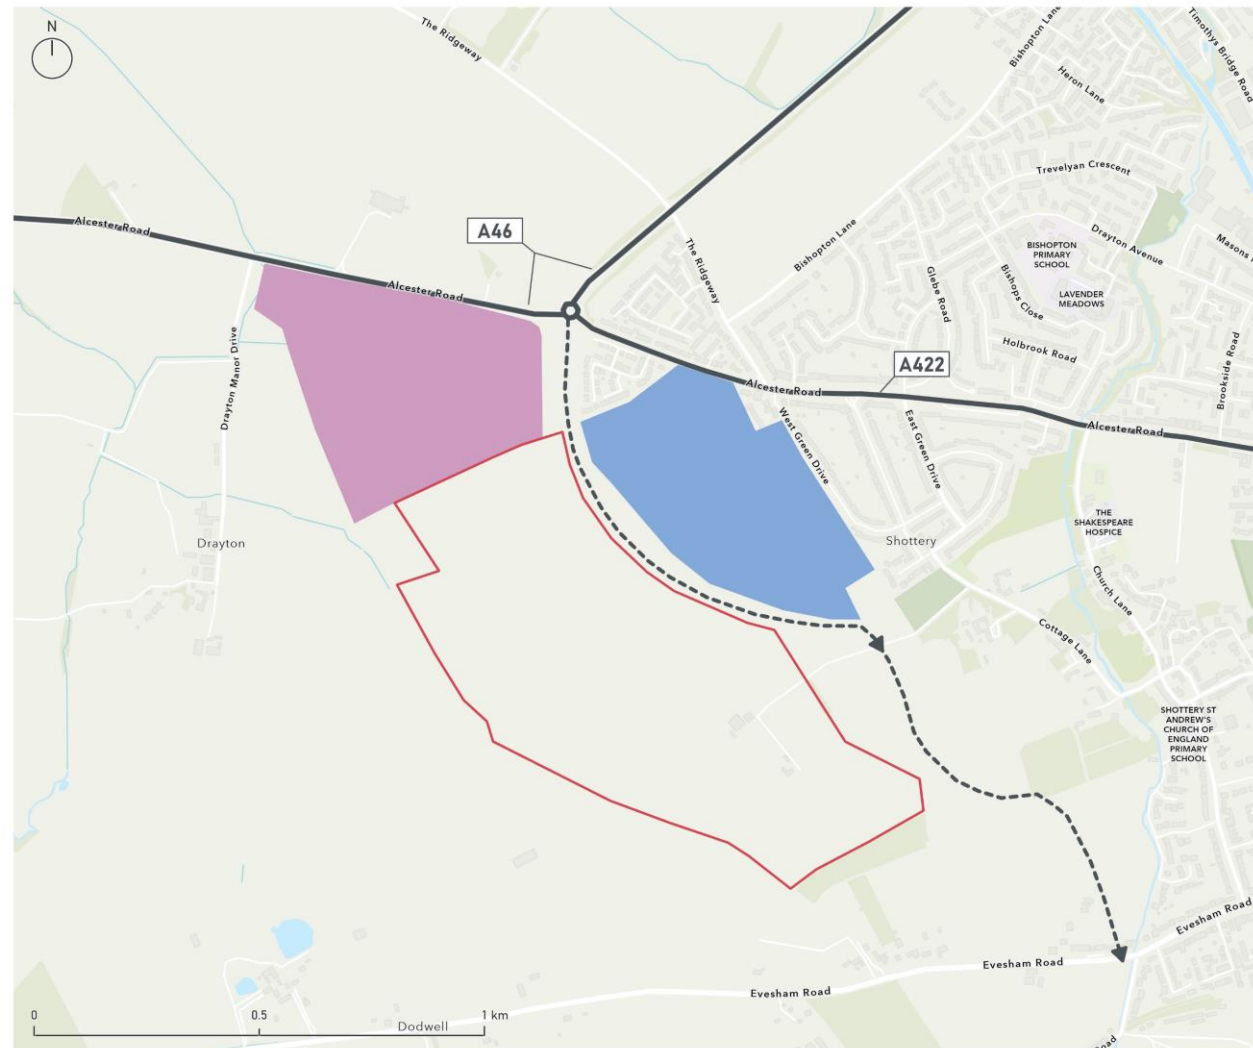 N
The Ridgeway
Bishopton Lane
Timothys Bridge Road
Heron Lane
Trevelyan Crescent
Alcester Road
A46
The Ridgeway
Bishopton Lane
Drayton Avenue
BISHOPTON
PRIMARY
SCHOOL
Masons
Glebe Road
Bishops Close
LAVENDER
MEADOWS
Alcester Road
Holbrook Road
Drayton Manor Drive
A422
Brookside Road
Alcester Road
West Green Drive
East Green Drive
Alcester Road
THE
SHAKESPEARE
HOSPICE
Drayton
Shottery
Church Lane
Cottage Lane
SHOTTERY ST
ANDREW'S
CHURCH OF
ENGLAND
PRIMARY
SCHOOL
Evesham Road
Evesham Road
Evesham Road
0
0.5
1 km
Dodwell
Road